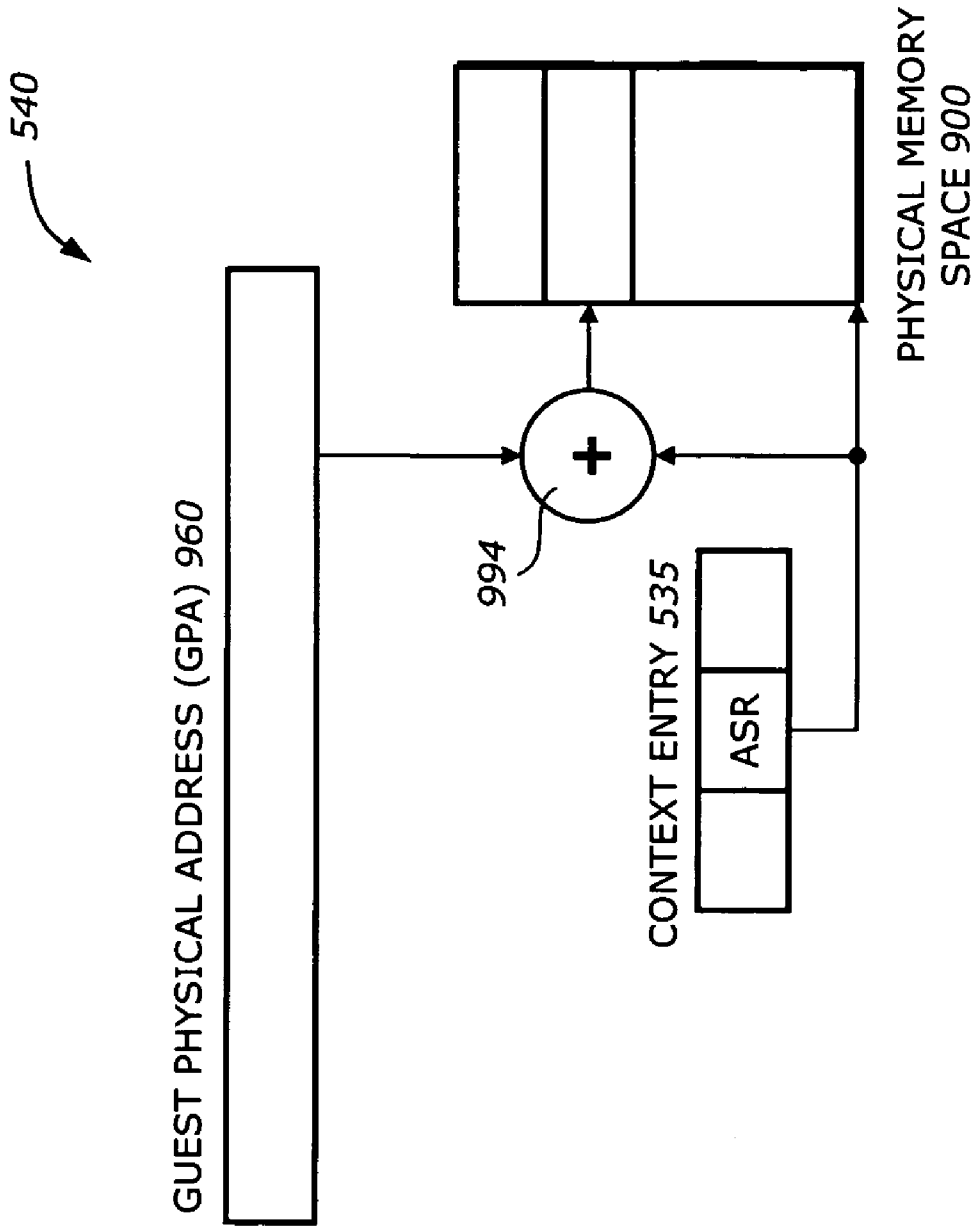 540
GUEST PHYSICAL ADDRESS (GPA) 960
994
+
CONTEXT ENTRY 535
ASR
PHYSICAL MEMORY
SPACE 900